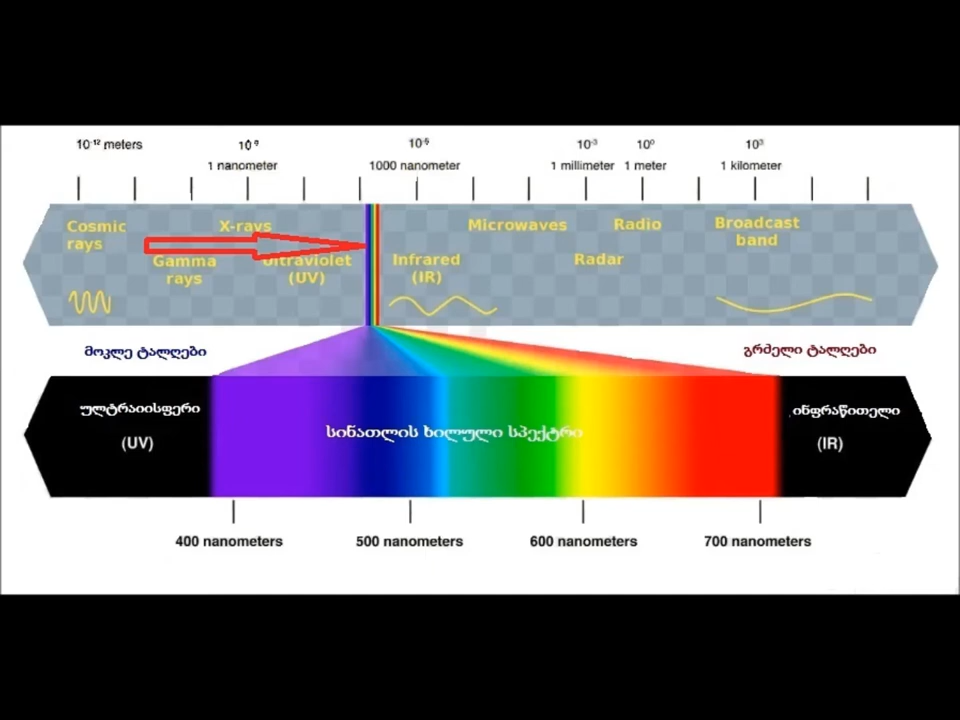 10⁻¹² meters 10⁻⁹ 10⁻⁶ 10⁻³ 10⁰ 10³
1 nanometer 1000 nanometer 1 millimeter 1 meter 1 kilometer
Cosmic rays X-rays Microwaves Radio Broadcast band
Gamma rays Ultraviolet (UV) Infrared (IR) Radar
მოკლე ტალღები გრძელი ტალღები
ულტრაიისფერი ინფრაწითელი
სინათლის ხილული სპექტრი
(UV) (IR)
400 nanometers 500 nanometers 600 nanometers 700 nanometers